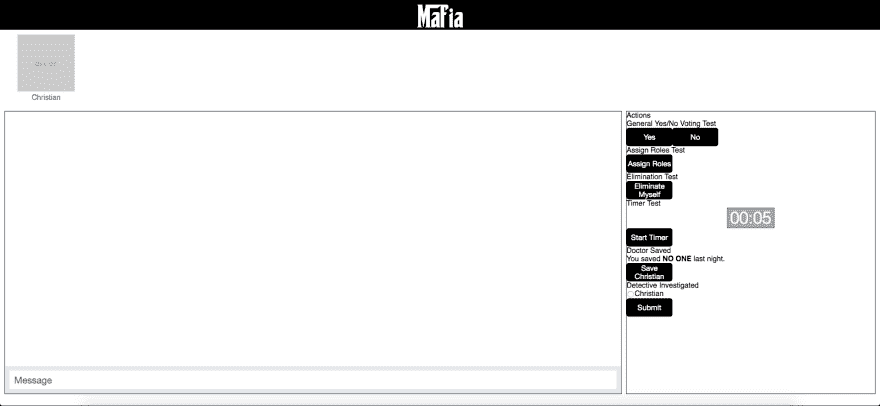 Mafia
Christian
Actions
General Yes/No Voting Test
Yes No
Assign Roles Test
Assign Roles
Elimination Test
Eliminate
Myself
Timer Test
00:05
Start Timer
Doctor Saved
You saved NO ONE last night.
Save
Christian
Detective Investigated
Christian
Submit
Message